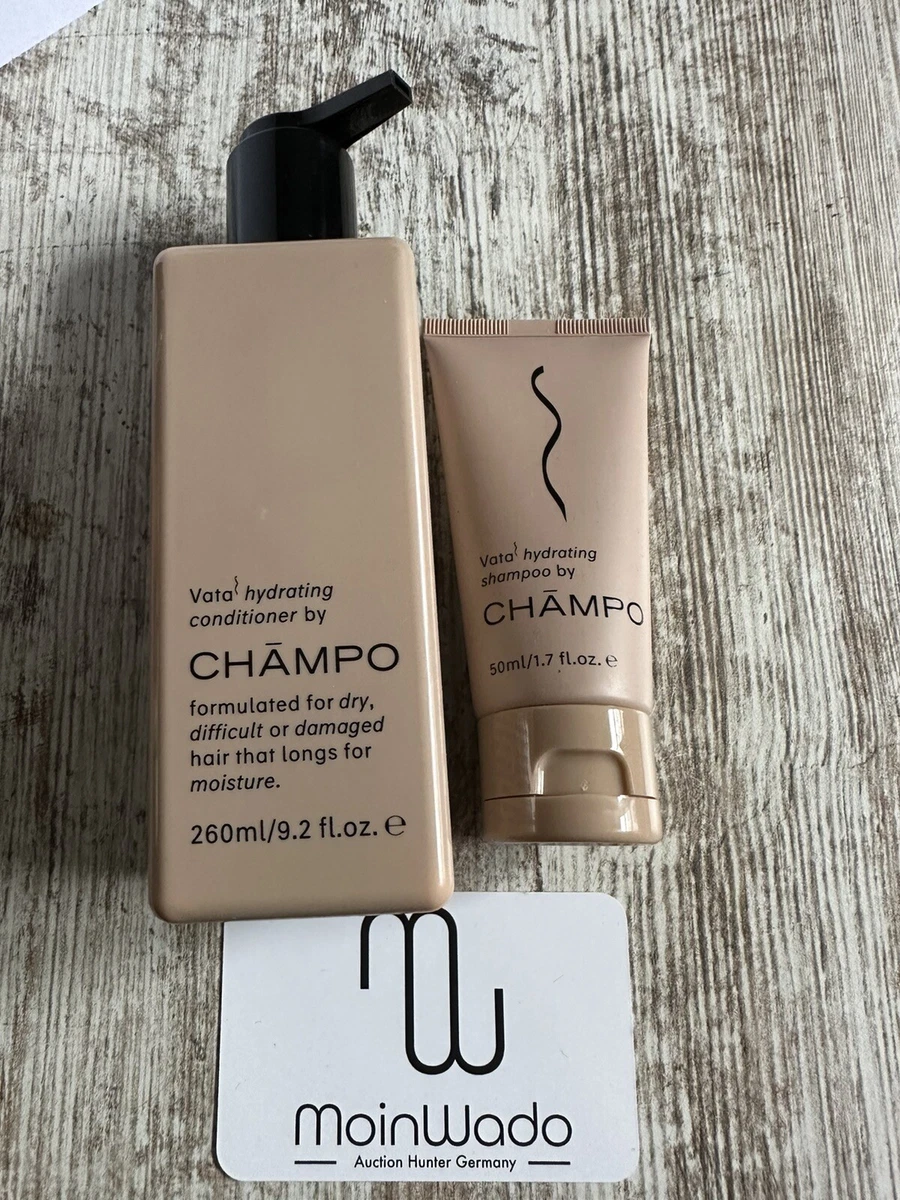 Vata hydrating
conditioner by
CHĀMPO
formulated for dry,
difficult or damaged
hair that longs for
moisture.
260ml/9.2 fl.oz. ℮
Vata hydrating
shampoo by
CHĀMPO
50ml/1.7 fl.oz. ℮
MoinWado
Auction Hunter Germany